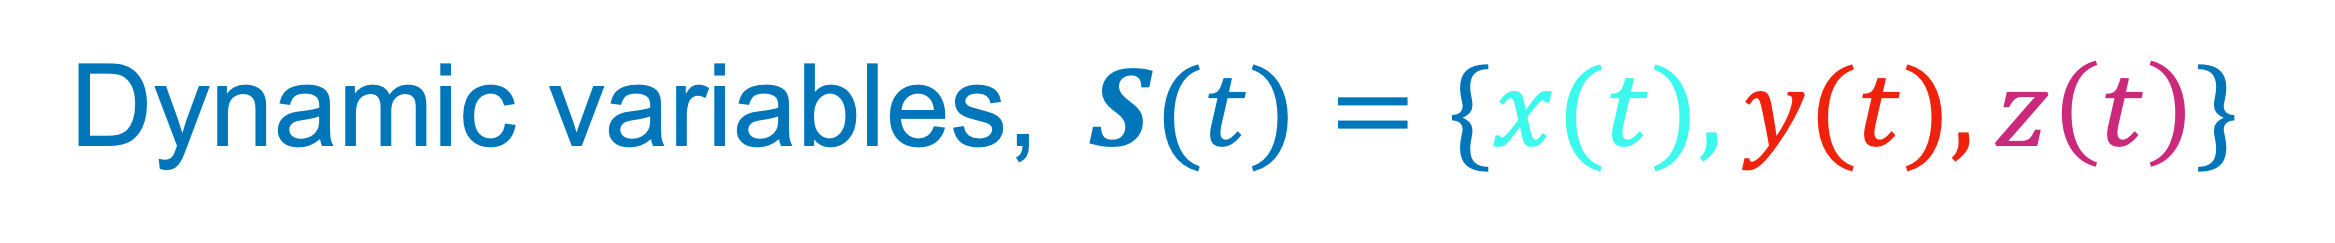 Dynamic variables, S(t) = {x(t), y(t), z(t)}